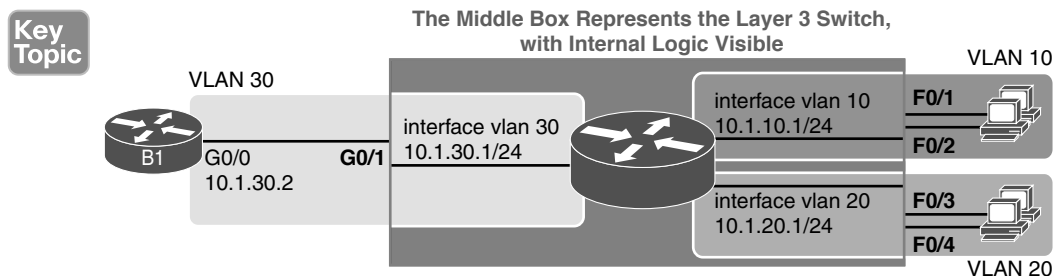 Key
Topic
The Middle Box Represents the Layer 3 Switch,
with Internal Logic Visible
VLAN 10
VLAN 30
interface vlan 10
10.1.10.1/24
F0/1
F0/2
interface vlan 30
10.1.30.1/24
B1
G0/0
10.1.30.2
G0/1
interface vlan 20
10.1.20.1/24
F0/3
F0/4
VLAN 20